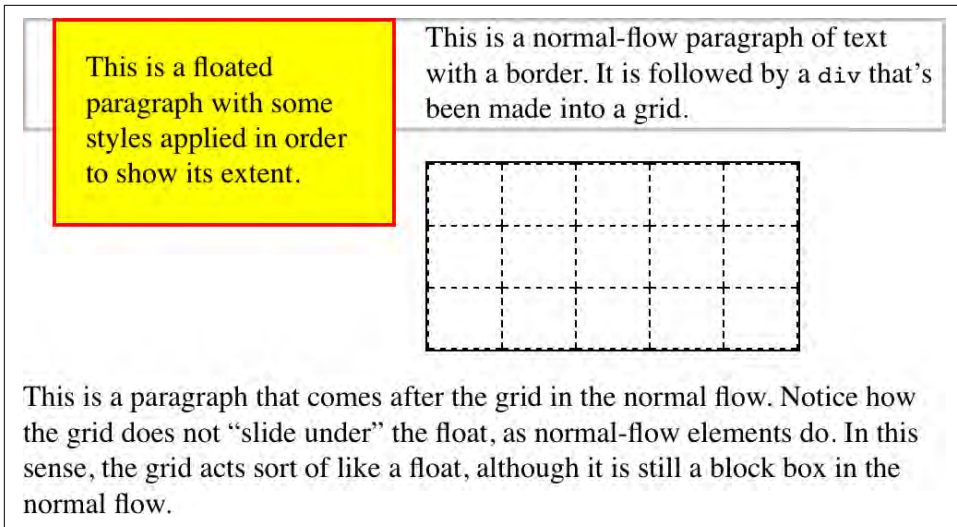 This is a floated
paragraph with some
styles applied in order
to show its extent.
This is a normal-flow paragraph of text
with a border. It is followed by a div that's
been made into a grid.
This is a paragraph that comes after the grid in the normal flow. Notice how
the grid does not “slide under” the float, as normal-flow elements do. In this
sense, the grid acts sort of like a float, although it is still a block box in the
normal flow.